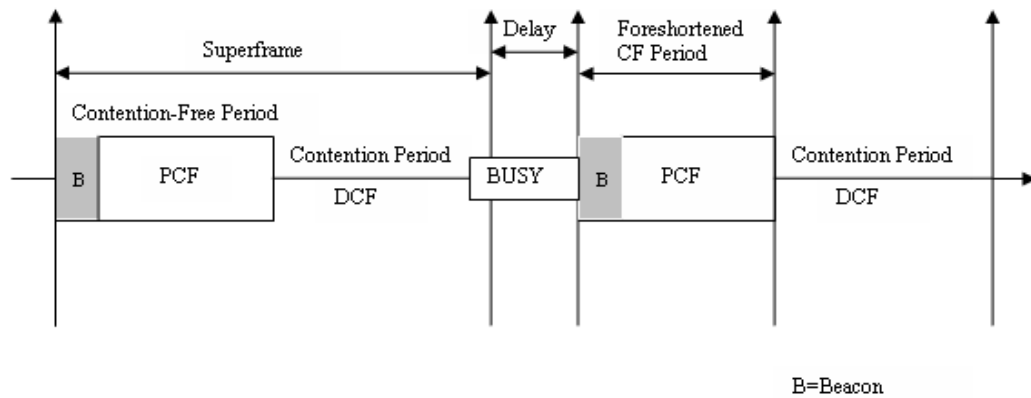 Superframe
Delay
Foreshortened
CF Period
Contention-Free Period
B
PCF
Contention Period
DCF
BUSY
B
PCF
Contention Period
DCF
B=Beacon